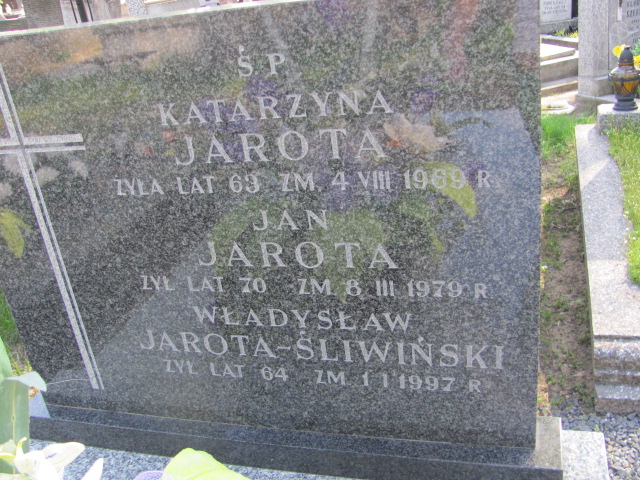 ŚP
KATARZYNA
JAROTA
ŻYŁA LAT 63 ZM. 4 VIII 1969 R
JAN
JAROTA
ŻYŁ LAT 70 ZM 8 III 1979 R
WŁADYSŁAW
JAROTA-ŚLIWIŃSKI
ŻYŁ LAT 64 ZM 1 I 1997 R